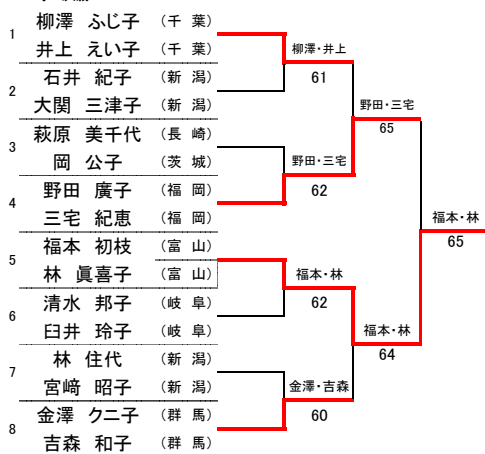 1 柳澤 ふじ子 (千 葉)
井上 えい子 (千 葉)
柳澤・井上
61
2 石井 紀子 (新 潟)
大関 三津子 (新 潟)
野田・三宅
65
3 萩原 美千代 (長 崎)
岡 公子 (茨 城)
野田・三宅
62
4 野田 廣子 (福 岡)
三宅 紀恵 (福 岡)
福本・林
65
5 福本 初枝 (富 山)
林 眞喜子 (富 山)
福本・林
62
6 清水 邦子 (岐 阜)
臼井 玲子 (岐 阜)
福本・林
64
7 林 住代 (新 潟)
宮﨑 昭子 (新 潟)
金澤・吉森
60
8 金澤 クニ子 (群 馬)
吉森 和子 (群 馬)